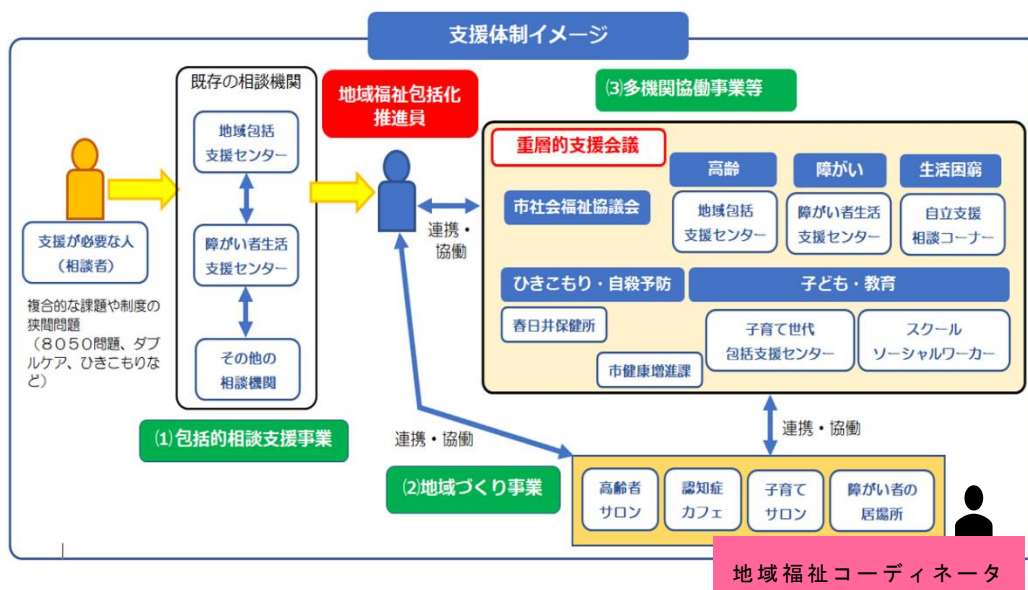 支援体制イメージ
既存の相談機関
地域包括
支援センター
障がい者生活
支援センター
その他の
相談機関
支援が必要な人
(相談者)
複合的な課題や制度の
狭間問題
(8050問題、ダブ
ルケア、ひきこもりな
ど)
⑴包括的相談支援事業
地域福祉包括化
推進員
連携・
協働
⑶多機関協働事業等
重層的支援会議
市社会福祉協議会
高齢
地域包括
支援センター
障がい
障がい者生活
支援センター
生活困窮
自立支援
相談コーナー
ひきこもり・自殺予防
春日井保健所
市健康増進課
子ども・教育
子育て世代
包括支援センター
スクール
ソーシャルワーカー
連携・協働
連携・協働
⑵地域づくり事業
高齢者
サロン
認知症
カフェ
子育て
サロン
障がい者の
居場所
地域福祉コーディネータ